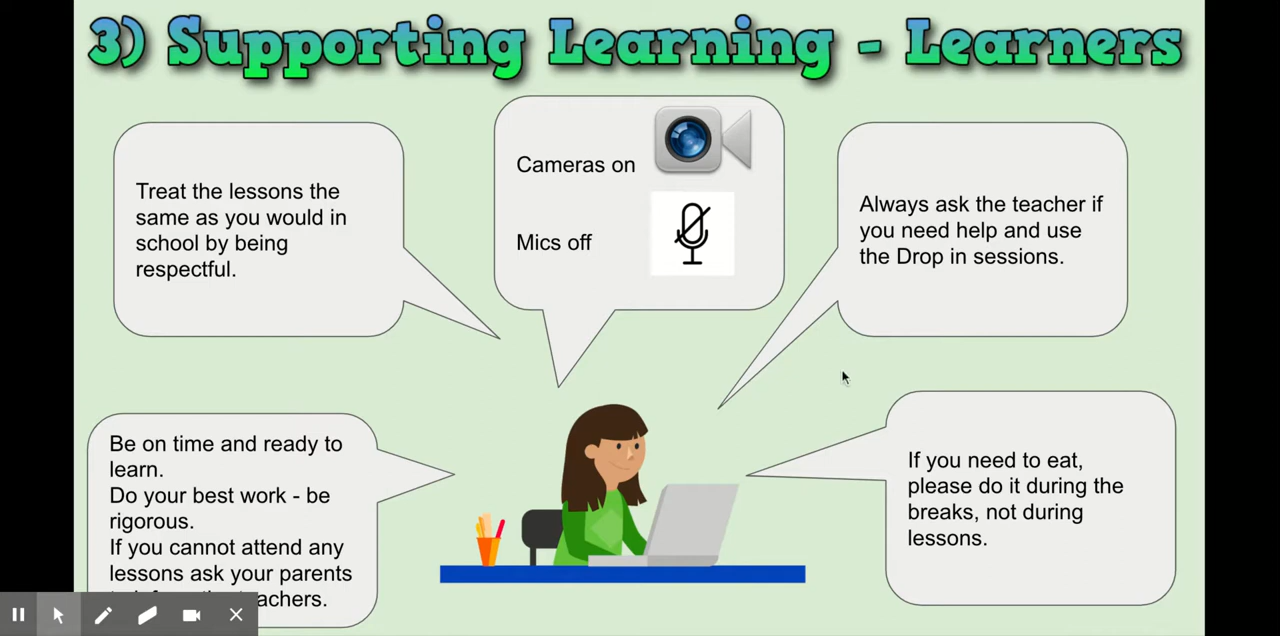 3) Supporting Learning - Learners
Treat the lessons the
same as you would in
school by being
respectful.
Cameras on
Mics off
Always ask the teacher if
you need help and use
the Drop in sessions.
Be on time and ready to
learn.
Do your best work - be
rigorous.
If you cannot attend any
lessons ask your parents
achers.
If you need to eat,
please do it during the
breaks, not during
lessons.